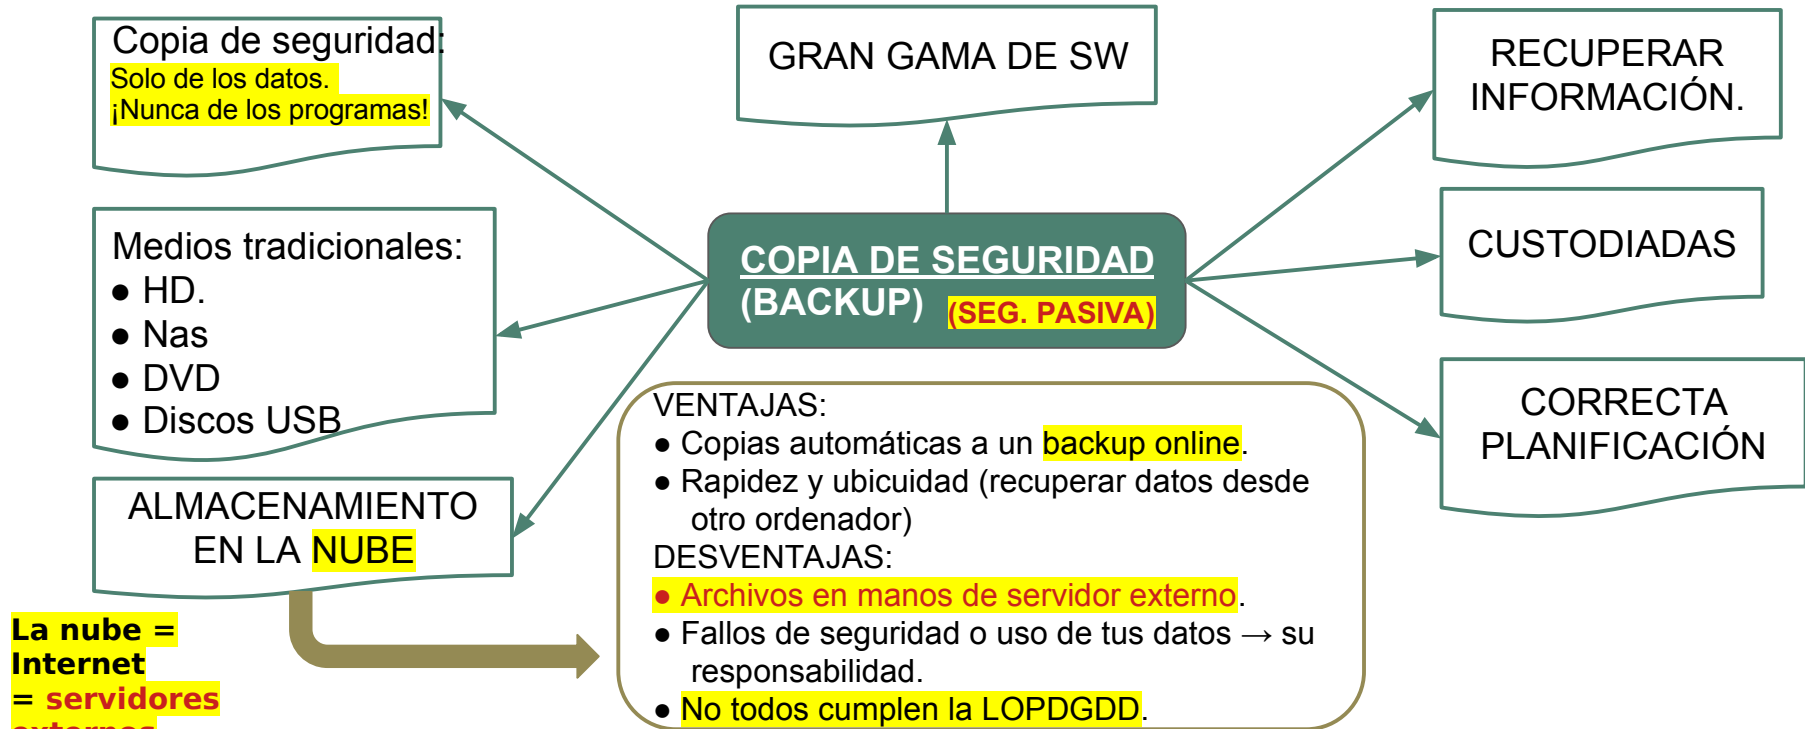 Copia de seguridad:
Solo de los datos.
¡Nunca de los programas!
GRAN GAMA DE SW
RECUPERAR
INFORMACIÓN.
Medios tradicionales:
● HD.
● Nas
● DVD
● Discos USB
COPIA DE SEGURIDAD
(BACKUP) (SEG. PASIVA)
CUSTODIADAS
CORRECTA
PLANIFICACIÓN
ALMACENAMIENTO
EN LA NUBE
VENTAJAS:
● Copias automáticas a un backup online.
● Rapidez y ubicuidad (recuperar datos desde
otro ordenador)
DESVENTAJAS:
● Archivos en manos de servidor externo.
● Fallos de seguridad o uso de tus datos → su
responsabilidad.
● No todos cumplen la LOPDGDD.
La nube =
Internet
= servidores
externos